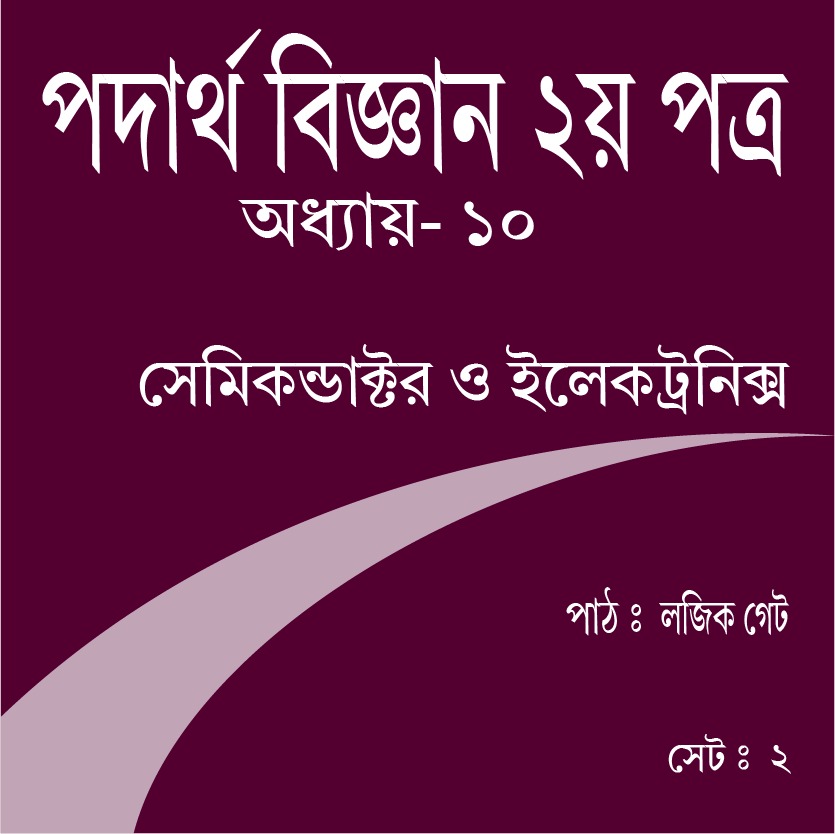 পদার্থ বিজ্ঞান ২য় পত্র
অধ্যায়- ১০
সেমিকন্ডাক্টর ও ইলেকট্রনিক্স
পাঠ ঃ লজিক গেট
সেট ঃ ২